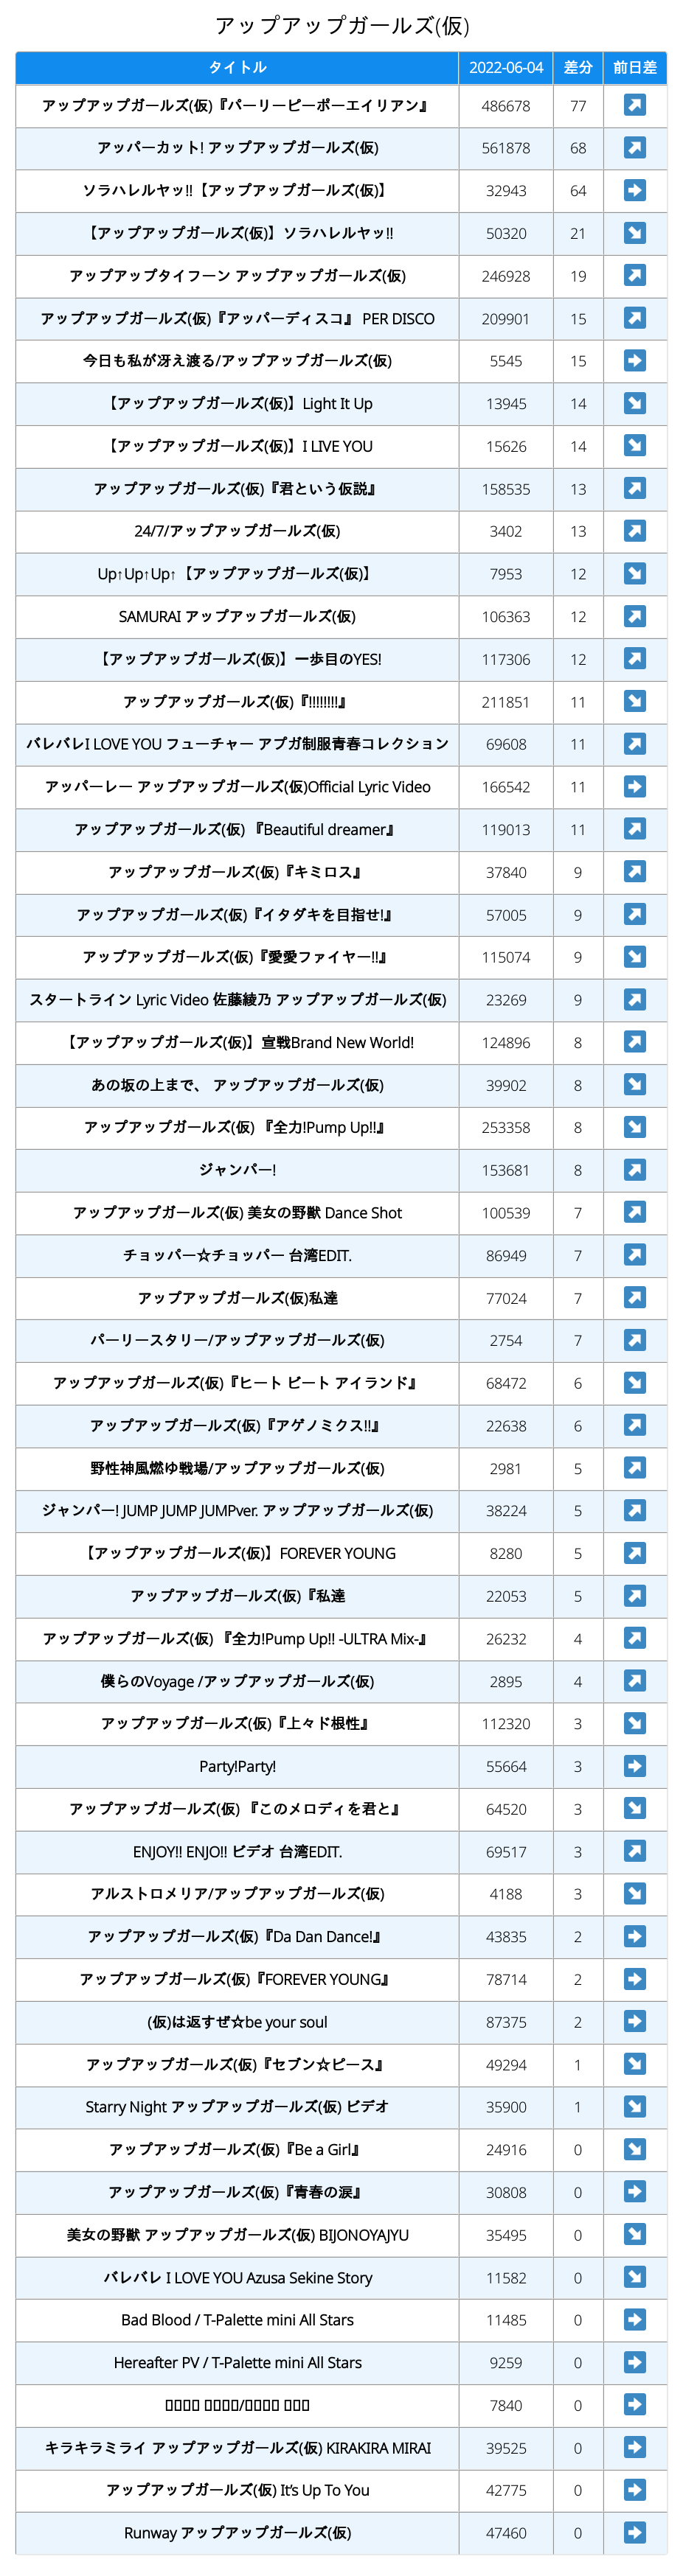 アップアップガールズ(仮)
タイトル 2022-06-04 差分 前日差
アップアップガールズ(仮)『パーリーピーポーエイリアン』 486678 77 ↗
アッパーカット! アップアップガールズ(仮) 561878 68 ↗
ソラハレルヤッ!!【アップアップガールズ(仮)】 32943 64 ➡
【アップアップガールズ(仮)】ソラハレルヤッ!! 50320 21 ↘
アップアップタイフーン アップアップガールズ(仮) 246928 19 ↗
アップアップガールズ(仮)『アッパーディスコ』 PER DISCO 209901 15 ↗
今日も私が冴え渡る/アップアップガールズ(仮) 5545 15 ➡
【アップアップガールズ(仮)】Light It Up 13945 14 ↘
【アップアップガールズ(仮)】I LIVE YOU 15626 14 ↘
アップアップガールズ(仮)『君という仮説』 158535 13 ↗
24/7/アップアップガールズ(仮) 3402 13 ↗
Up↑Up↑Up↑【アップアップガールズ(仮)】 7953 12 ↘
SAMURAI アップアップガールズ(仮) 106363 12 ↗
【アップアップガールズ(仮)】一歩目のYES! 117306 12 ↗
アップアップガールズ(仮)『!!!!!!!!』 211851 11 ↘
バレバレI LOVE YOU フューチャー アプガ制服青春コレクション 69608 11 ↗
アッパーレー アップアップガールズ(仮)Official Lyric Video 166542 11 ➡
アップアップガールズ(仮) 『Beautiful dreamer』 119013 11 ↗
アップアップガールズ(仮)『キミロス』 37840 9 ↗
アップアップガールズ(仮)『イタダキを目指せ!』 57005 9 ↗
アップアップガールズ(仮)『愛愛ファイヤー!!』 115074 9 ↘
スタートライン Lyric Video 佐藤綾乃 アップアップガールズ(仮) 23269 9 ↗
【アップアップガールズ(仮)】宣戦Brand New World! 124896 8 ↗
あの坂の上まで、 アップアップガールズ(仮) 39902 8 ↘
アップアップガールズ(仮) 『全力!Pump Up!!』 253358 8 ↘
ジャンパー! 153681 8 ↗
アップアップガールズ(仮) 美女の野獣 Dance Shot 100539 7 ↗
チョッパー☆チョッパー 台湾EDIT. 86949 7 ↗
アップアップガールズ(仮)私達 77024 7 ↗
パーリースタリー/アップアップガールズ(仮) 2754 7 ↗
アップアップガールズ(仮)『ヒート ビート アイランド』 68472 6 ↘
アップアップガールズ(仮)『アゲノミクス!!』 22638 6 ↗
野性神風燃ゆ戦場/アップアップガールズ(仮) 2981 5 ↗
ジャンパー! JUMP JUMP JUMPver. アップアップガールズ(仮) 38224 5 ↗
【アップアップガールズ(仮)】FOREVER YOUNG 8280 5 ↗
アップアップガールズ(仮)『私達 22053 5 ↗
アップアップガールズ(仮) 『全力!Pump Up!! -ULTRA Mix-』 26232 4 ↗
僕らのVoyage /アップアップガールズ(仮) 2895 4 ↗
アップアップガールズ(仮)『上々ド根性』 112320 3 ↘
Party!Party! 55664 3 ➡
アップアップガールズ(仮) 『このメロディを君と』 64520 3 ↘
ENJOY!! ENJO!! ビデオ 台湾EDIT. 69517 3 ↗
アルストロメリア/アップアップガールズ(仮) 4188 3 ↘
アップアップガールズ(仮)『Da Dan Dance!』 43835 2 ➡
アップアップガールズ(仮)『FOREVER YOUNG』 78714 2 ➡
(仮)は返すぜ☆be your soul 87375 2 ➡
アップアップガールズ(仮)『セブン☆ピース』 49294 1 ↘
Starry Night アップアップガールズ(仮) ビデオ 35900 1 ↘
アップアップガールズ(仮)『Be a Girl』 24916 0 ↘
アップアップガールズ(仮)『青春の涙』 30808 0 ➡
美女の野獣 アップアップガールズ(仮) BIJONOYAJYU 35495 0 ↘
バレバレ I LOVE YOU Azusa Sekine Story 11582 0 ↘
Bad Blood / T-Palette mini All Stars 11485 0 ➡
Hereafter PV / T-Palette mini All Stars 9259 0 ➡
▯▯▯▯ ▯▯▯▯/▯▯▯▯ ▯▯▯ 7840 0 ➡
キラキラミライ アップアップガールズ(仮) KIRAKIRA MIRAI 39525 0 ➡
アップアップガールズ(仮) It's Up To You 42775 0 ➡
Runway アップアップガールズ(仮) 47460 0 ➡